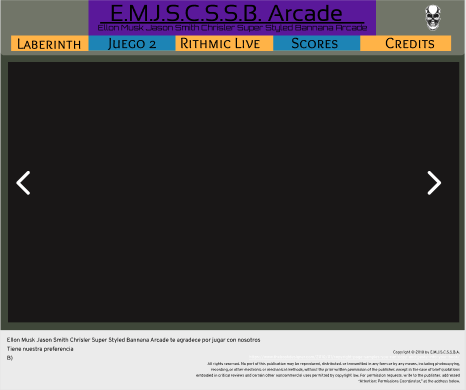 E.M.J.S.C.S.S.B. Arcade
Ellon Musk Jason Smith Chrisler Super Styled Bannana Arcade
Laberinth Juego 2 Rithmic Live Scores Credits
Ellon Musk Jason Smith Chrisler Super Styled Bannana Arcade te agradece por jugar con nosotros
Tiene nuestra preferencia
B)
Copyright © 2018 by E.M.J.S.C.S.S.B.A.
All rights reserved. No part of this publication may be reproduced, distributed, or transmitted in any form or by any means, including photocopying,
recording, or other electronic or mechanical methods, without the prior written permission of the publisher, except in the case of brief quotations
embodied in critical reviews and certain other noncommercial uses permitted by copyright law. For permission requests, write to the publisher, addressed
"Attention: Permissions Coordinator," at the address below.